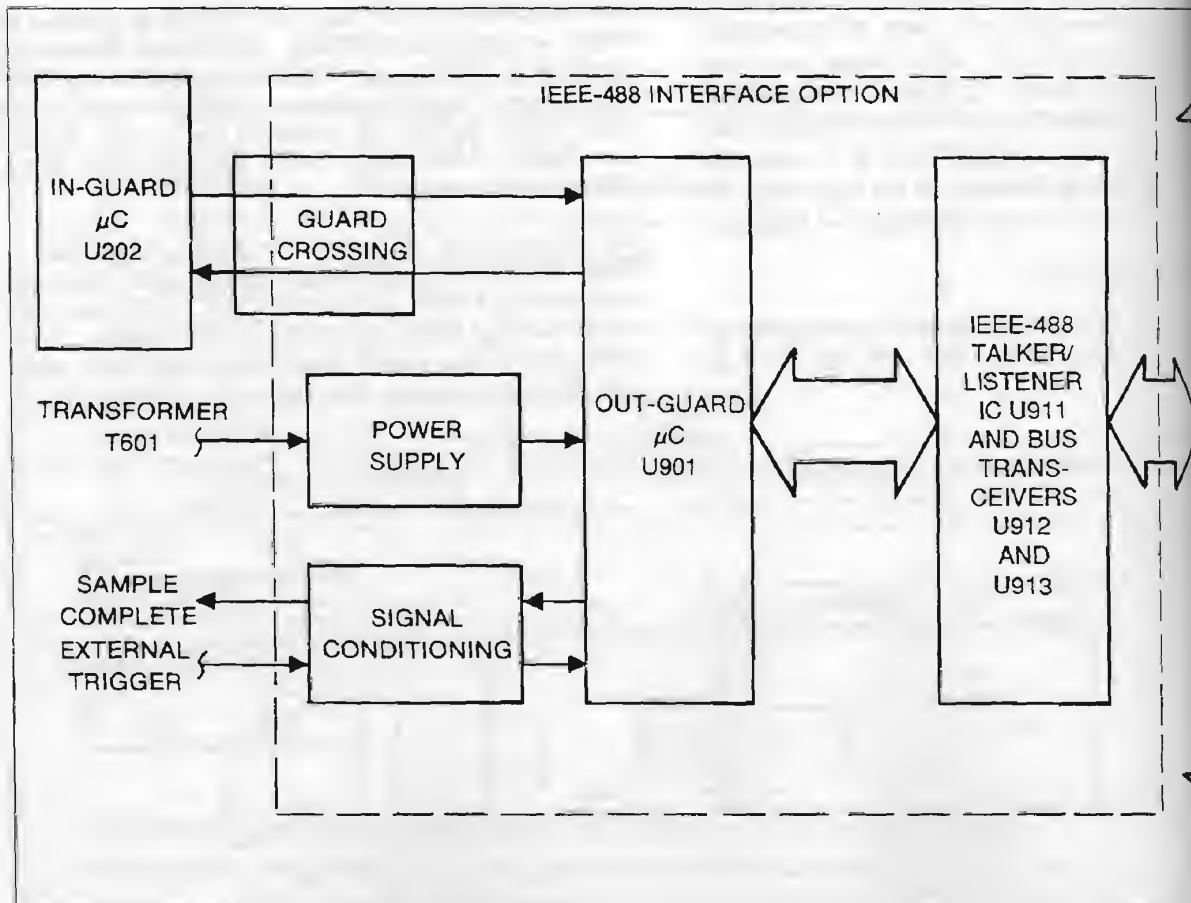 IEEE-488 INTERFACE OPTION
IN-GUARD
μC
U202
GUARD
CROSSING
TRANSFORMER
T601
POWER
SUPPLY
OUT-GUARD
μC
U901
SAMPLE
COMPLETE
EXTERNAL
TRIGGER
SIGNAL
CONDITIONING
IEEE-488
TALKER/
LISTENER
IC U911
AND BUS
TRANS-
CEIVERS
U912
AND
U913